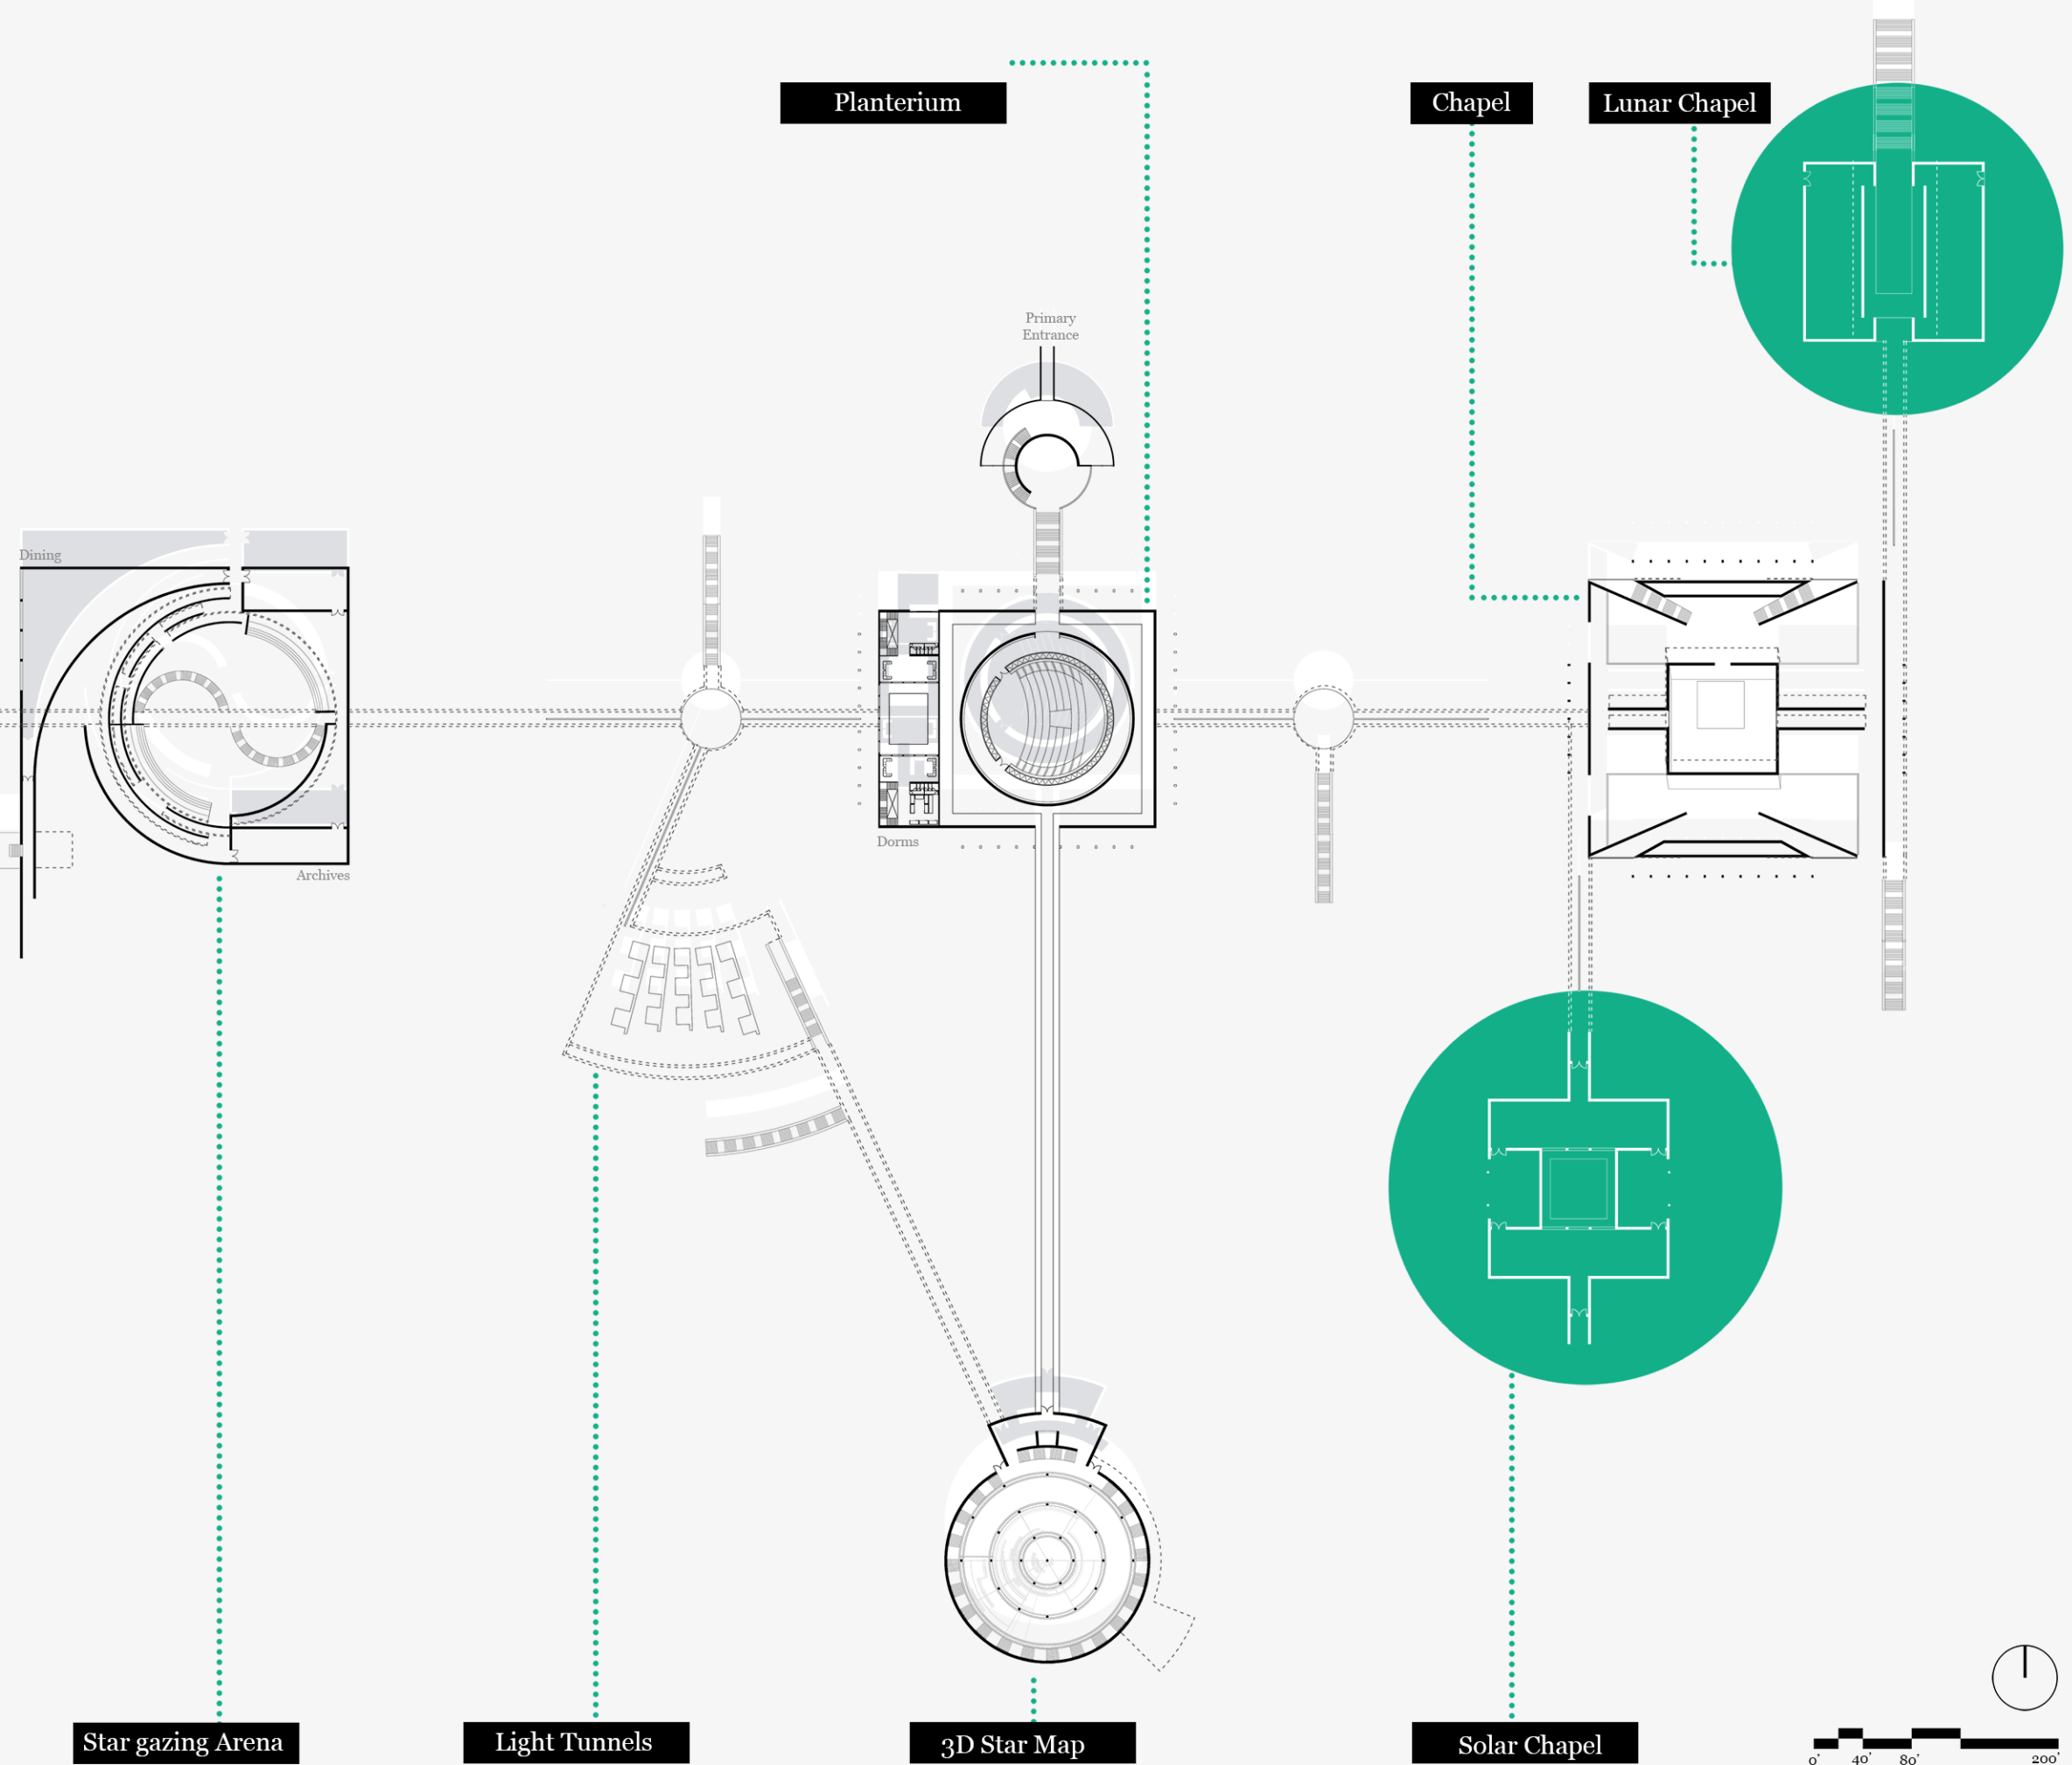 Planterium
Chapel
Lunar Chapel
Primary
Entrance
Dining
Dorms
Archives
Star gazing Arena
Light Tunnels
3D Star Map
Solar Chapel
0'
40'
80'
200'